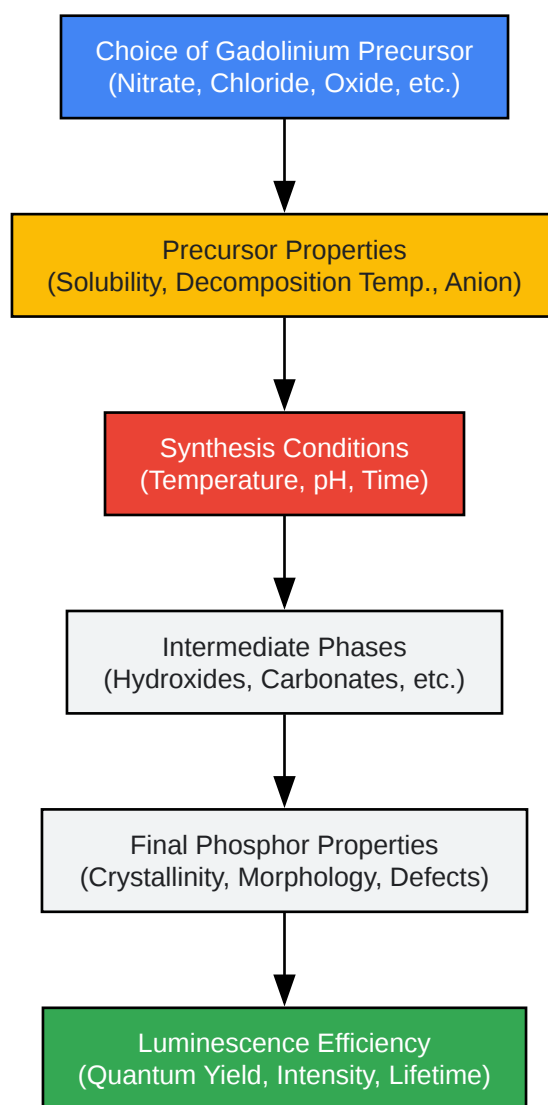 Choice of Gadolinium Precursor
(Nitrate, Chloride, Oxide, etc.)
Precursor Properties
(Solubility, Decomposition Temp., Anion)
Synthesis Conditions
(Temperature, pH, Time)
Intermediate Phases
(Hydroxides, Carbonates, etc.)
Final Phosphor Properties
(Crystallinity, Morphology, Defects)
Luminescence Efficiency
(Quantum Yield, Intensity, Lifetime)